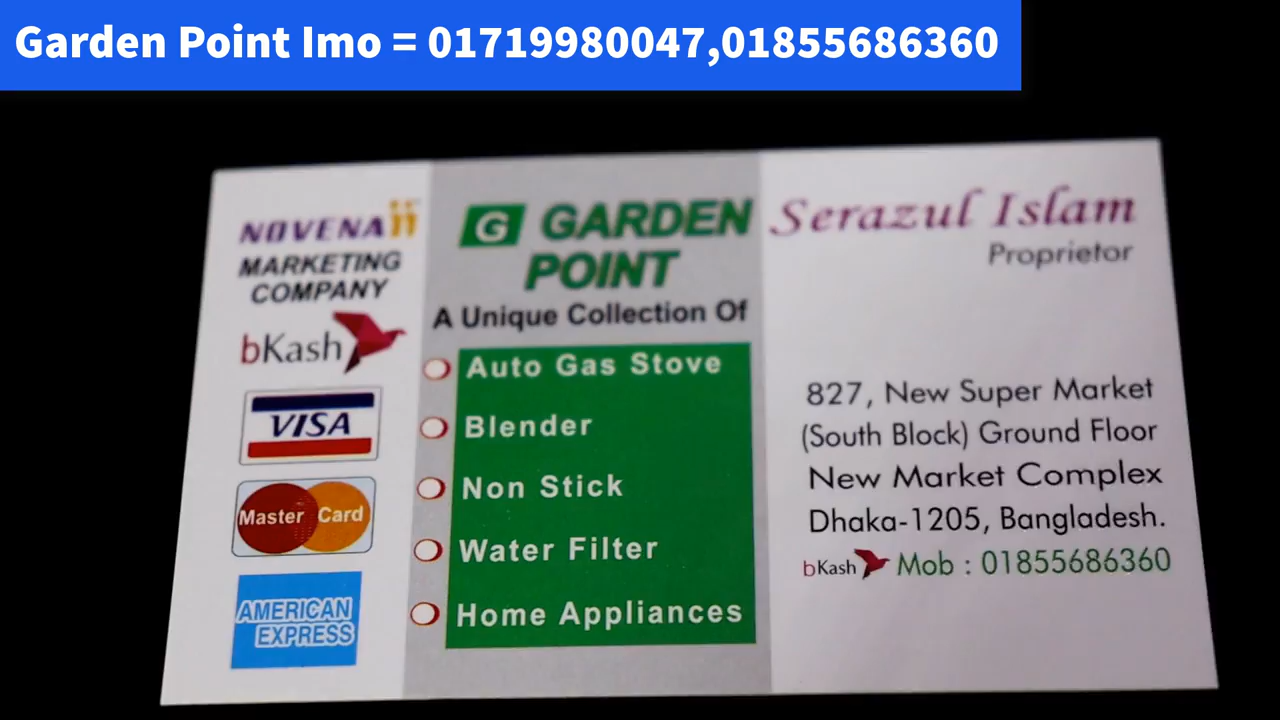 Garden Point Imo = 01719980047,01855686360
NOVENA
MARKETING
COMPANY
bKash
VISA
Master Card
AMERICAN
EXPRESS
G GARDEN
POINT
A Unique Collection Of
Auto Gas Stove
Blender
Non Stick
Water Filter
Home Appliances
Serazul Islam
Proprietor
827, New Super Market
(South Block) Ground Floor
New Market Complex
Dhaka-1205, Bangladesh.
bKash Mob : 01855686360